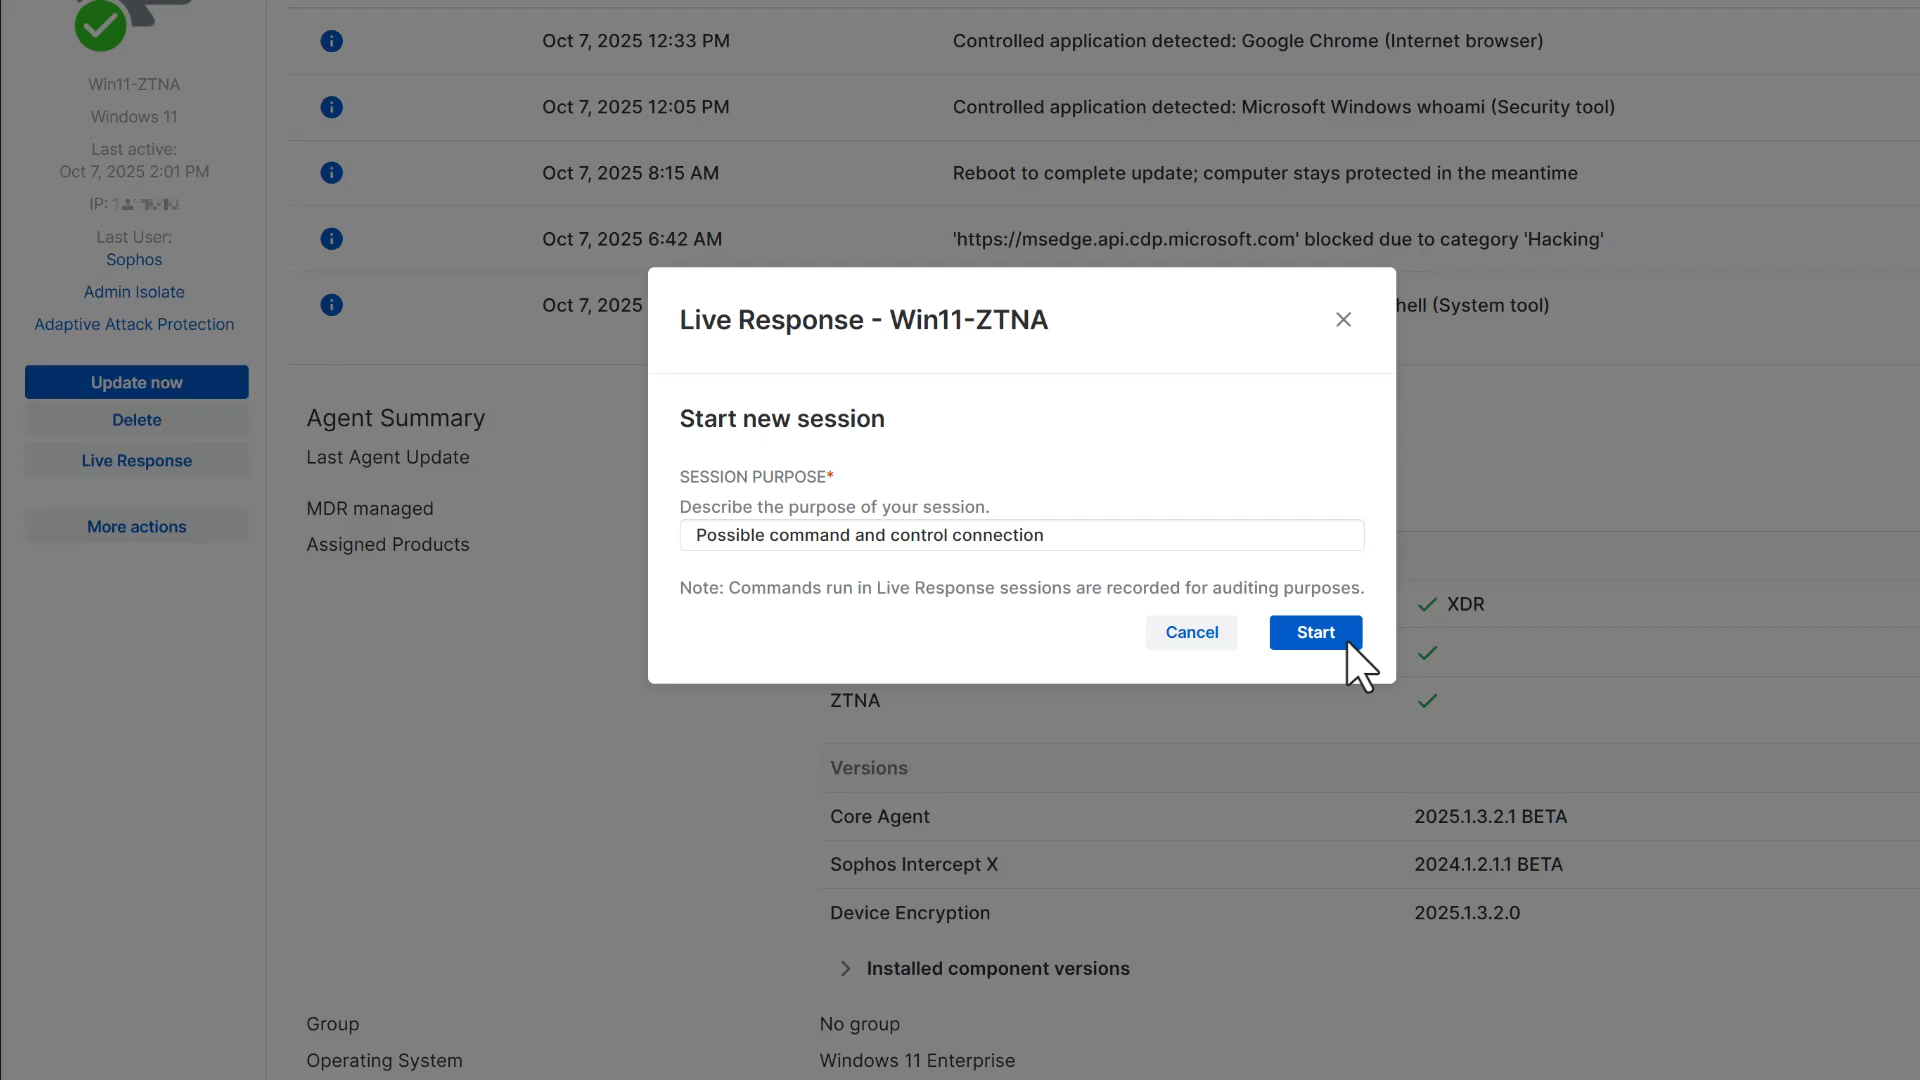 Win11-ZTNA
Windows 11
Last active:
Oct 7, 2025 2:01 PM
IP:
Last User:
Sophos
Admin Isolate
Adaptive Attack Protection
Update now
Delete
Live Response
More actions
Oct 7, 2025 12:33 PM Controlled application detected: Google Chrome (Internet browser)
Oct 7, 2025 12:05 PM Controlled application detected: Microsoft Windows whoami (Security tool)
Oct 7, 2025 8:15 AM Reboot to complete update; computer stays protected in the meantime
Oct 7, 2025 6:42 AM 'https://msedge.api.cdp.microsoft.com' blocked due to category 'Hacking'
Oct 7, 2025 hell (System tool)
Live Response - Win11-ZTNA
Start new session
SESSION PURPOSE*
Describe the purpose of your session.
Possible command and control connection
Note: Commands run in Live Response sessions are recorded for auditing purposes.
Cancel Start
Agent Summary
Last Agent Update
MDR managed
Assigned Products
XDR
ZTNA
Versions
Core Agent 2025.1.3.2.1 BETA
Sophos Intercept X 2024.1.2.1.1 BETA
Device Encryption 2025.1.3.2.0
Installed component versions
Group No group
Operating System Windows 11 Enterprise